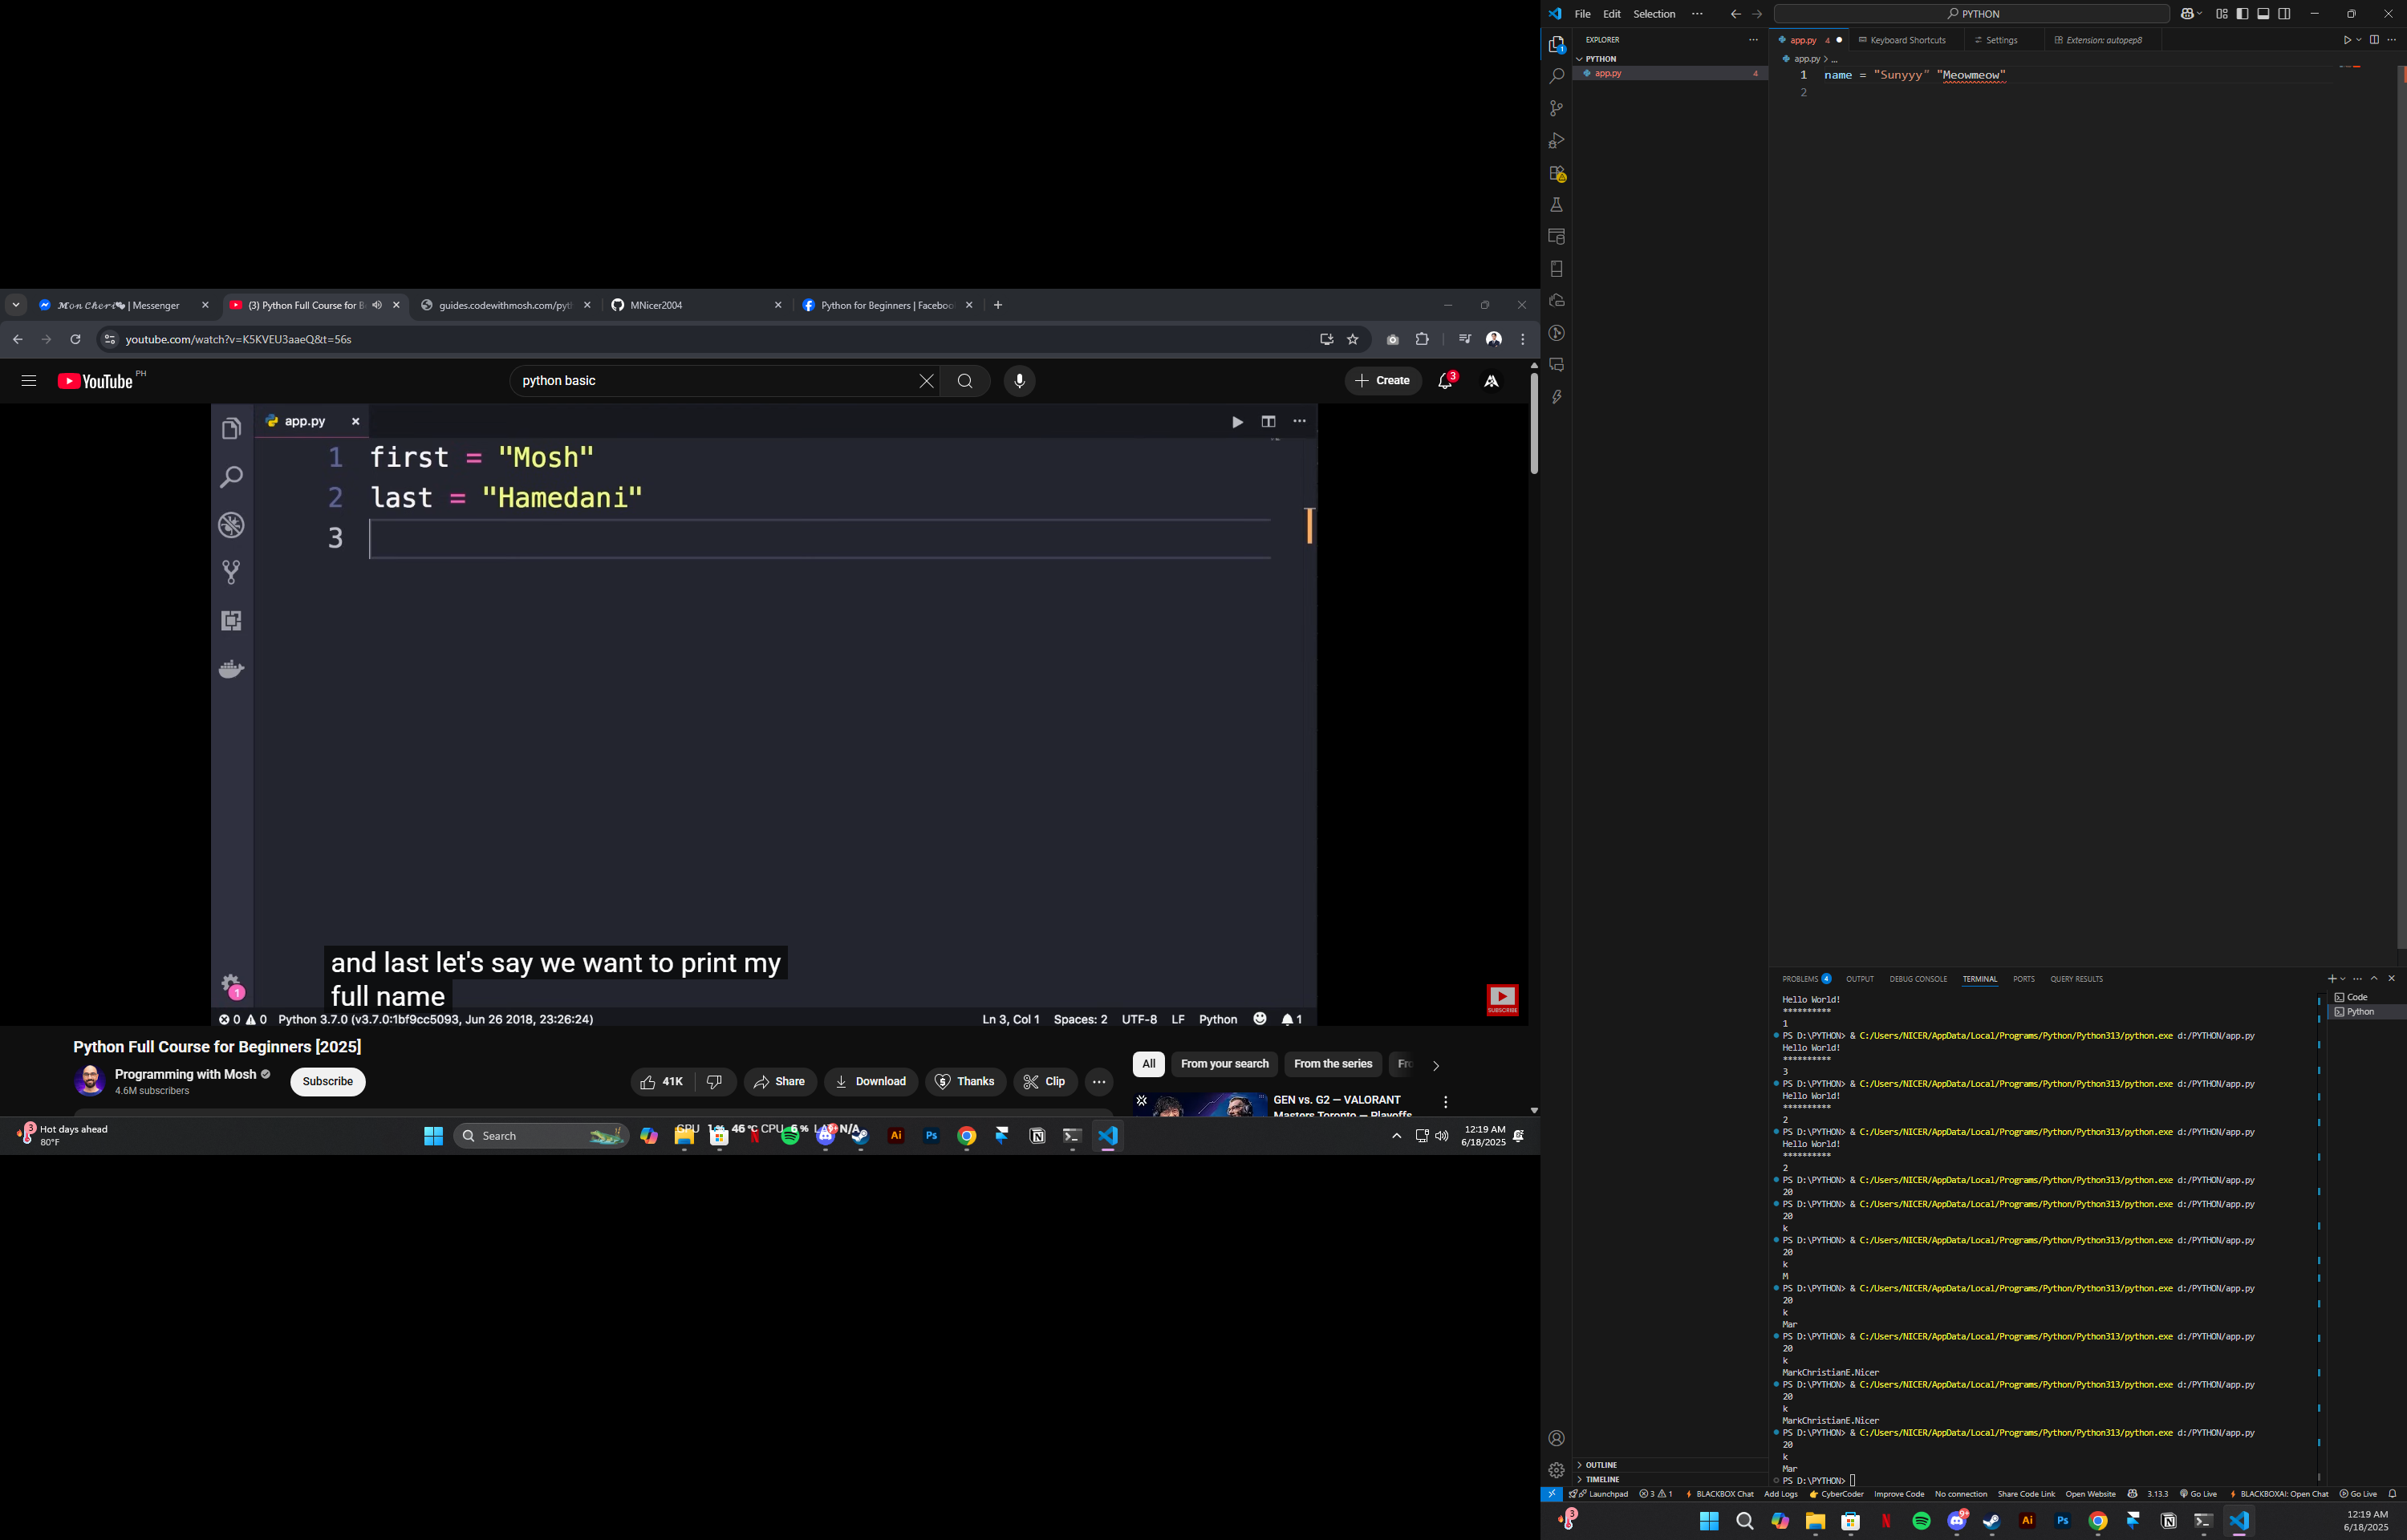 𝑀𝑜𝓃 𝒞𝒽𝑒𝓇𝒾 | Messenger
(3) Python Full Course for B
guides.codewithmosh.com/pyt
MNicer2004
Python for Beginners | Faceboo
youtube.com/watch?v=K5KVEU3aaeQ&t=56s
YouTube PH
python basic
Create
3
app.py
1 first = "Mosh"
2 last = "Hamedani"
3
1
and last let's say we want to print my
full name
SUBSCRIBE
0 0 Python 3.7.0 (v3.7.0:1bf9cc5093, Jun 26 2018, 23:26:24)
Ln 3, Col 1 Spaces: 2 UTF-8 LF Python 1
Python Full Course for Beginners [2025]
Programming with Mosh
4.6M subscribers
Subscribe
41K Share Download Thanks Clip
All From your search From the series Fro
GEN vs. G2 — VALORANT
Masters Toronto — Playoffs
3
Hot days ahead
80°F
Search
GPU 46 °C CPU 6 % LAT N/A
Ai Ps
12:19 AM
6/18/2025
File Edit Selection ···
PYTHON
EXPLORER
PYTHON
app.py 4
1
app.py 4 Keyboard Shortcuts Settings Extension: autopep8
app.py > ...
1 name = "Sunyyy" "Meowmeow"
2
PROBLEMS 4 OUTPUT DEBUG CONSOLE TERMINAL PORTS QUERY RESULTS
Code
Python
Hello World!
**********
1
PS D:\PYTHON> & C:/Users/NICER/AppData/Local/Programs/Python/Python313/python.exe d:/PYTHON/app.py
Hello World!
**********
3
PS D:\PYTHON> & C:/Users/NICER/AppData/Local/Programs/Python/Python313/python.exe d:/PYTHON/app.py
Hello World!
**********
2
PS D:\PYTHON> & C:/Users/NICER/AppData/Local/Programs/Python/Python313/python.exe d:/PYTHON/app.py
Hello World!
**********
2
PS D:\PYTHON> & C:/Users/NICER/AppData/Local/Programs/Python/Python313/python.exe d:/PYTHON/app.py
20
PS D:\PYTHON> & C:/Users/NICER/AppData/Local/Programs/Python/Python313/python.exe d:/PYTHON/app.py
20
k
PS D:\PYTHON> & C:/Users/NICER/AppData/Local/Programs/Python/Python313/python.exe d:/PYTHON/app.py
20
k
M
PS D:\PYTHON> & C:/Users/NICER/AppData/Local/Programs/Python/Python313/python.exe d:/PYTHON/app.py
20
k
Mar
PS D:\PYTHON> & C:/Users/NICER/AppData/Local/Programs/Python/Python313/python.exe d:/PYTHON/app.py
20
k
MarkChristianE.Nicer
PS D:\PYTHON> & C:/Users/NICER/AppData/Local/Programs/Python/Python313/python.exe d:/PYTHON/app.py
20
k
MarkChristianE.Nicer
PS D:\PYTHON> & C:/Users/NICER/AppData/Local/Programs/Python/Python313/python.exe d:/PYTHON/app.py
20
k
Mar
PS D:\PYTHON>
OUTLINE
TIMELINE
Launchpad 3 1 BLACKBOX Chat Add Logs CyberCoder Improve Code No connection Share Code Link Open Website 3.13.3 Go Live BLACKBOXAI: Open Chat Go Live
3
9+
Ai Ps
12:19 AM
6/18/2025